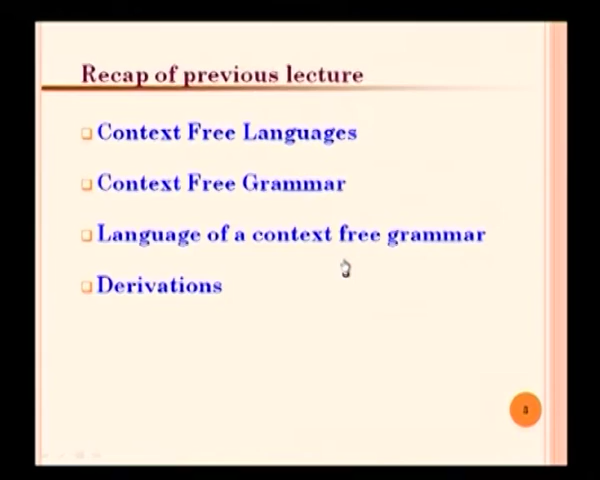 Recap of previous lecture
Context Free Languages
Context Free Grammar
Language of a context free grammar
Derivations